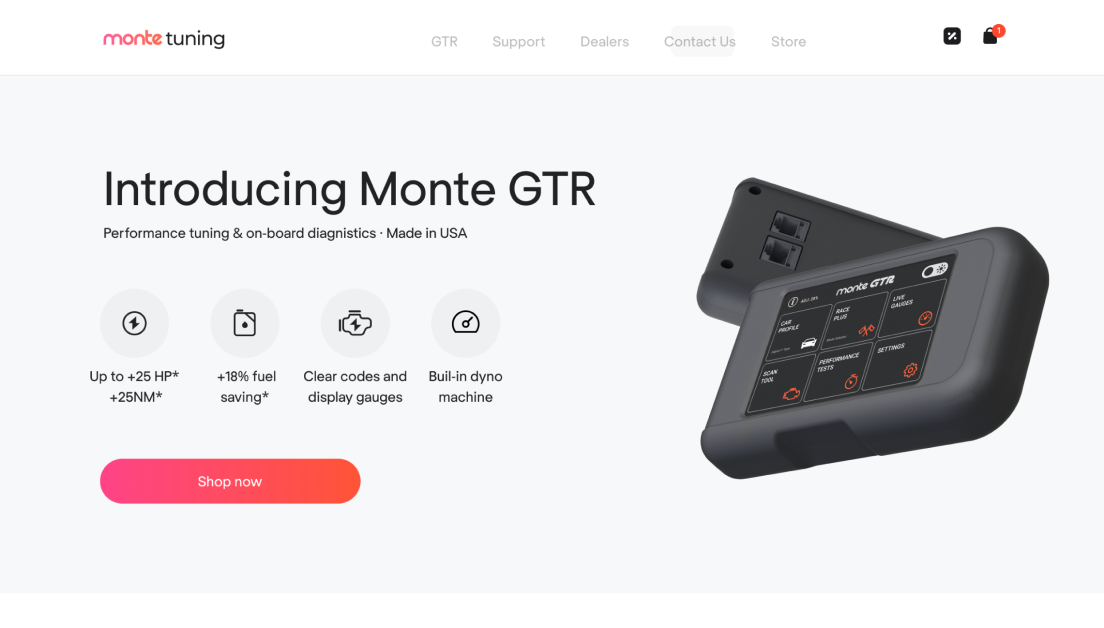 monte tuning
GTR
Support
Dealers
Contact Us
Store
1
Introducing Monte GTR
Performance tuning & on-board diagnistics · Made in USA
Up to +25 HP*
+25NM*
+18% fuel
saving*
Clear codes and
display gauges
Buil-in dyno
machine
Shop now
monte GTR
CAR
PROFILE
RACE
PLUS
LIVE
GAUGES
SCAN
TOOL
PERFORMANCE
TESTS
SETTINGS